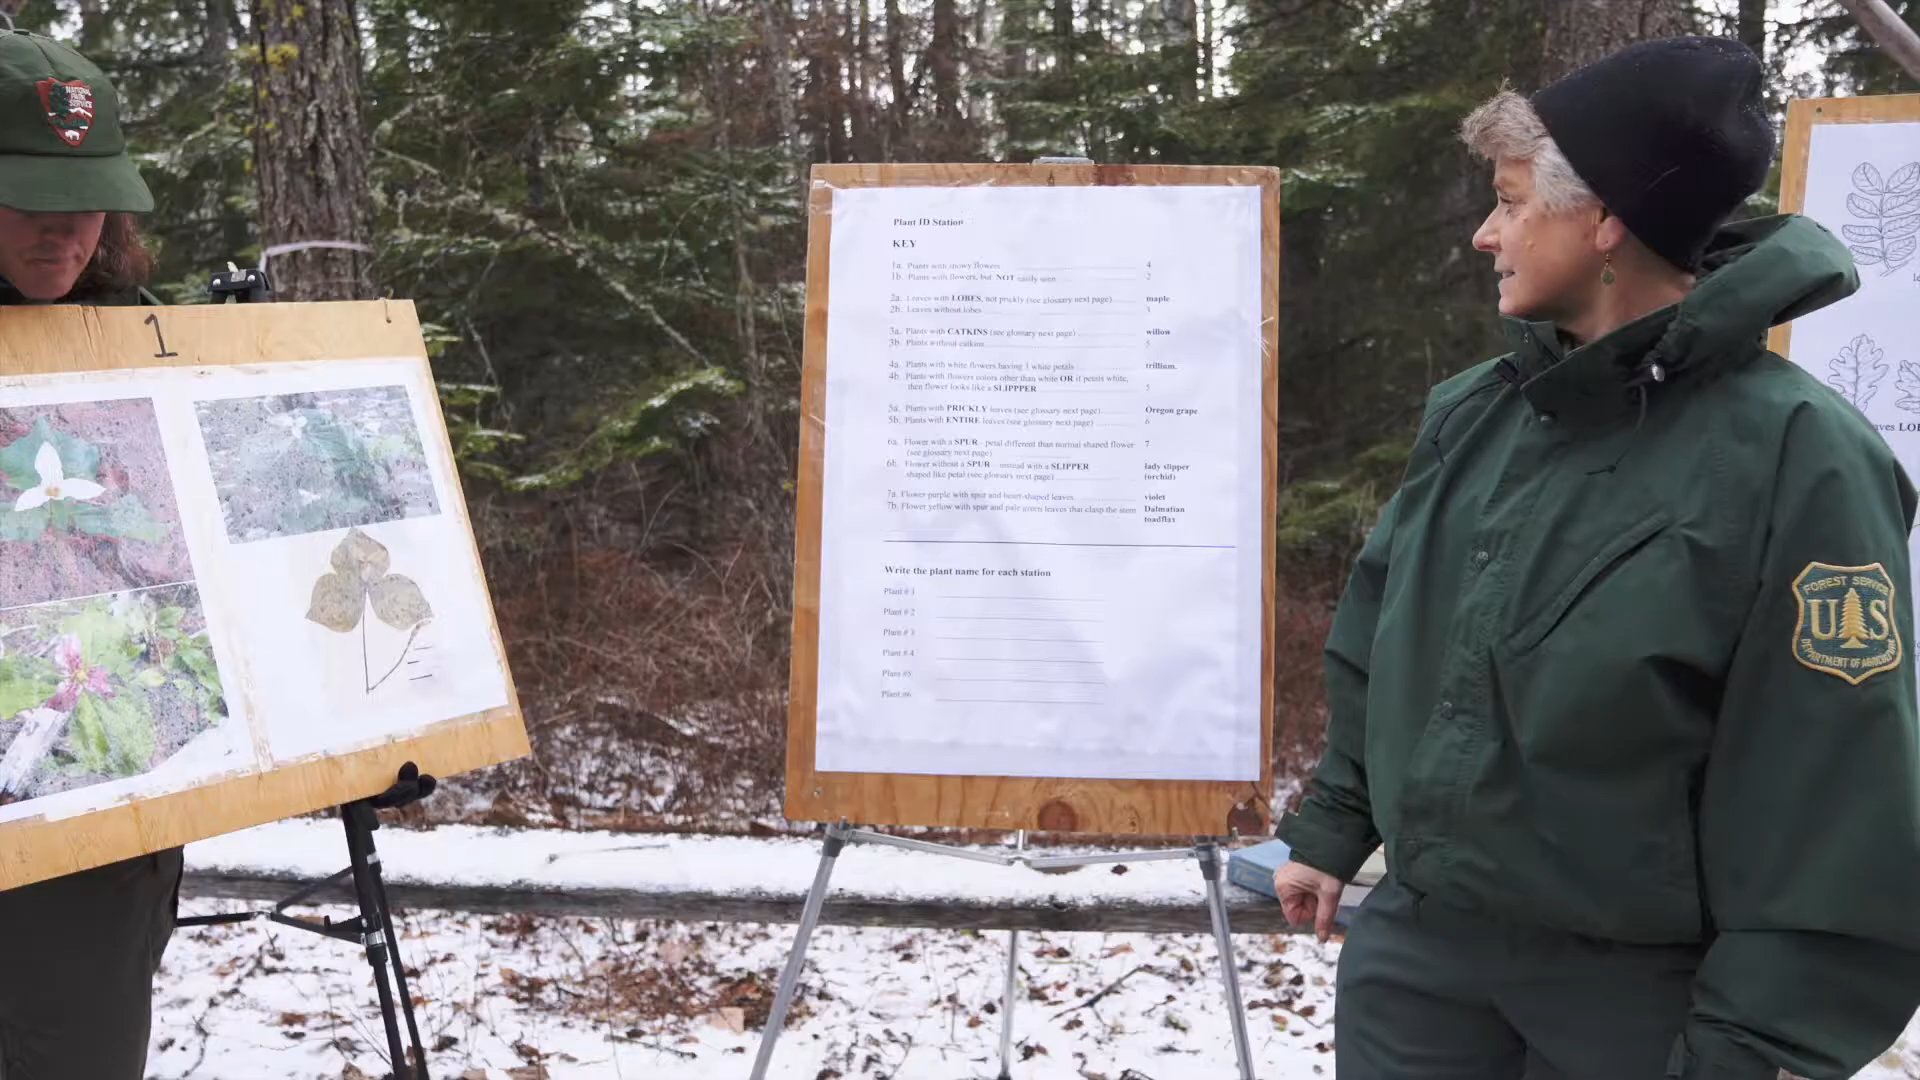 NATIONAL
PARK
SERVICE
1
Plant ID Station
KEY
1a. Plants with showy flowers 4
1b. Plants with flowers, but NOT easily seen 2
2a. Leaves with LOBES, not prickly (see glossary next page) maple
2b. Leaves without lobes 3
3a. Plants with CATKINS (see glossary next page) willow
3b. Plants without catkins 5
4a. Plants with white flowers having 3 white petals trillium.
4b. Plants with flowers colors other than white OR if petals white,
then flower looks like a SLIPPPER 5
5a. Plants with PRICKLY leaves (see glossary next page) Oregon grape
5b. Plants with ENTIRE leaves (see glossary next page) 6
6a. Flower with a SPUR - petal different than normal shaped flower 7
(see glossary next page)
6b. Flower without a SPUR instead with a SLIPPER lady slipper
shaped like petal (see glossary next page) (orchid)
7a. Flower purple with spur and heart-shaped leaves violet
7b. Flower yellow with spur and pale green leaves that clasp the stem Dalmatian
toadflax
Write the plant name for each station
Plant # 1
Plant # 2
Plant # 3
Plant # 4
Plant #5
Plant #6
FOREST SERVICE
US
DEPARTMENT OF AGRICULTURE